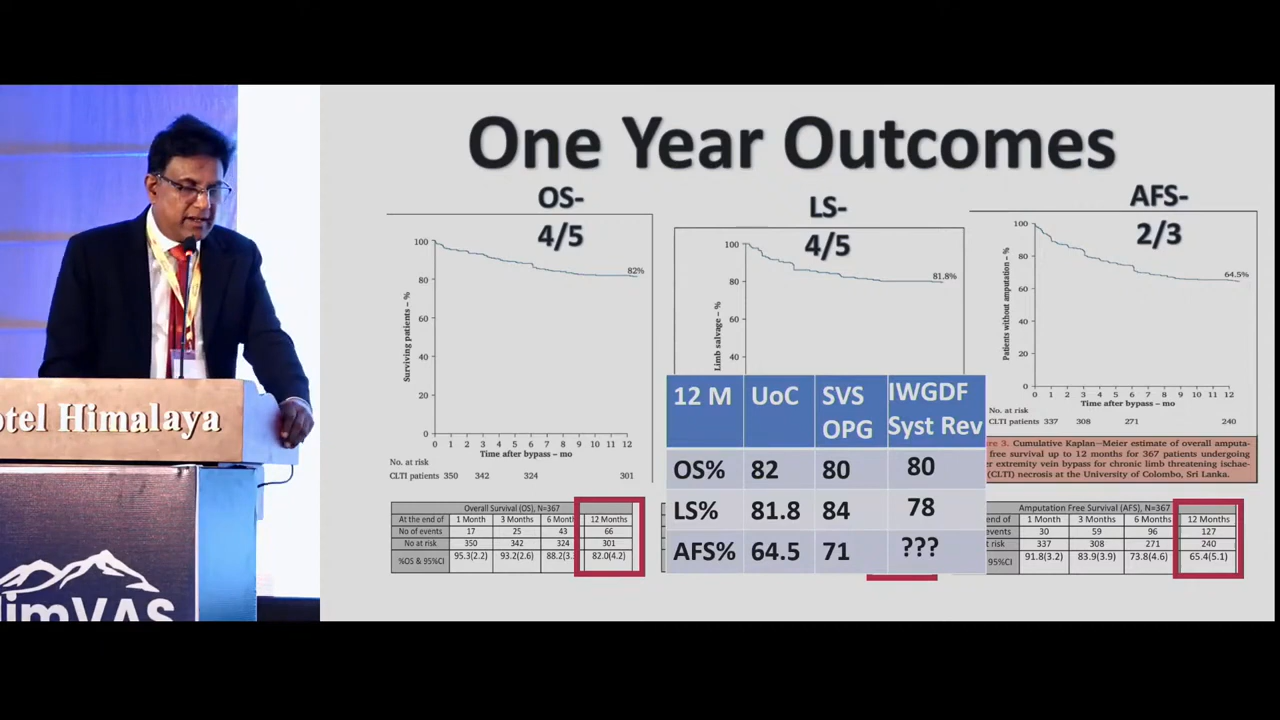 One Year Outcomes
OS-
4/5
LS-
4/5
AFS-
2/3
100
80
60
40
20
0
Surviving patients – %
82%
0 1 2 3 4 5 6 7 8 9 10 11 12
Time after bypass – mo
No. at risk
CLTI patients 350 342 324 301
100
80
60
40
Limb salvage – %
81.8%
100
80
60
40
20
0
Patients without amputation – %
64.5%
0 1 2 3 4 5 6 7 8 9 10 11 12
Time after bypass – mo
No. at risk
CLTI patients 337 308 271 240
3. Cumulative Kaplan–Meier estimate of overall amputa-
free survival up to 12 months for 367 patients undergoing
extremity vein bypass for chronic limb threatening ischae-
(CLTI) necrosis at the University of Colombo, Sri Lanka.
12 M UoC SVS OPG IWGDF Syst Rev
OS% 82 80 80
LS% 81.8 84 78
AFS% 64.5 71 ???
Overall Survival (OS), N=367
At the end of 1 Month 3 Months 6 Month 12 Months
No of events 17 25 43 66
No at risk 350 342 324 301
%OS & 95%CI 95.3(2.2) 93.2(2.6) 88.2(3. 82.0(4.2)
Amputation Free Survival (AFS), N=367
end of 1 Month 3 Months 6 Months 12 Months
events 30 59 96 127
risk 337 308 271 240
95%CI 91.8(3.2) 83.9(3.9) 73.8(4.6) 65.4(5.1)
otel Himalaya
limVAS